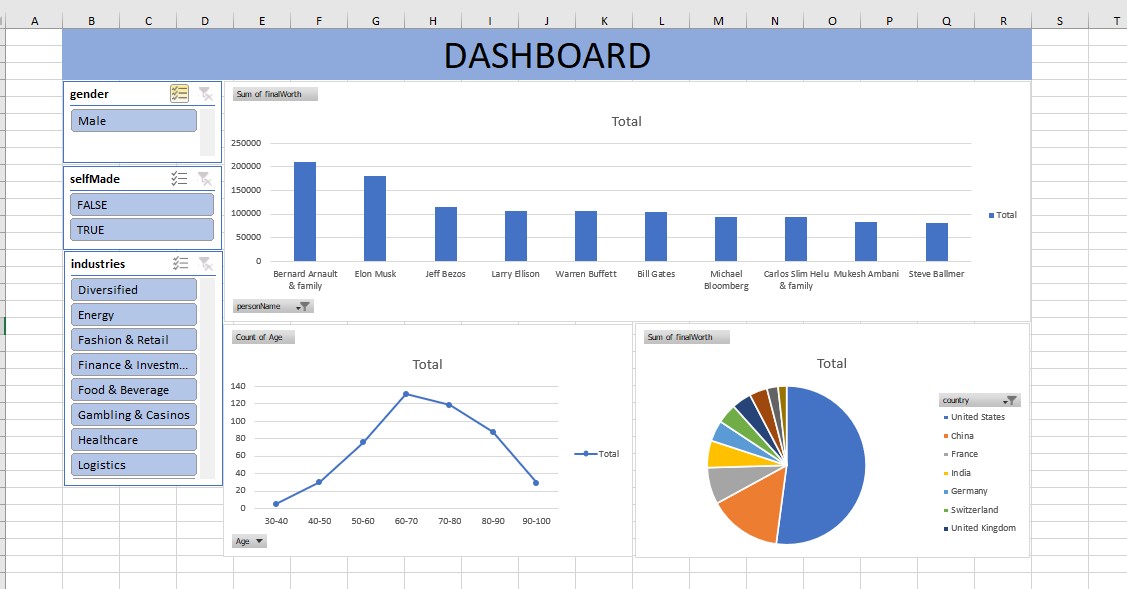 A B C D E F G H I J K L M N O P Q R S T
DASHBOARD
gender
Male
selfMade
FALSE
TRUE
industries
Diversified
Energy
Fashion & Retail
Finance & Investm...
Food & Beverage
Gambling & Casinos
Healthcare
Logistics
Sum of finalWorth
Total
250000
200000
150000
100000
50000
0
Bernard Arnault
& family
Elon Musk
Jeff Bezos
Larry Ellison
Warren Buffett
Bill Gates
Michael
Bloomberg
Carlos Slim Helu
& family
Mukesh Ambani
Steve Ballmer
Total
personName
Count of Age
Total
140
120
100
80
60
40
20
0
30-40 40-50 50-60 60-70 70-80 80-90 90-100
Total
Age
Sum of finalWorth
Total
country
United States
China
France
India
Germany
Switzerland
United Kingdom